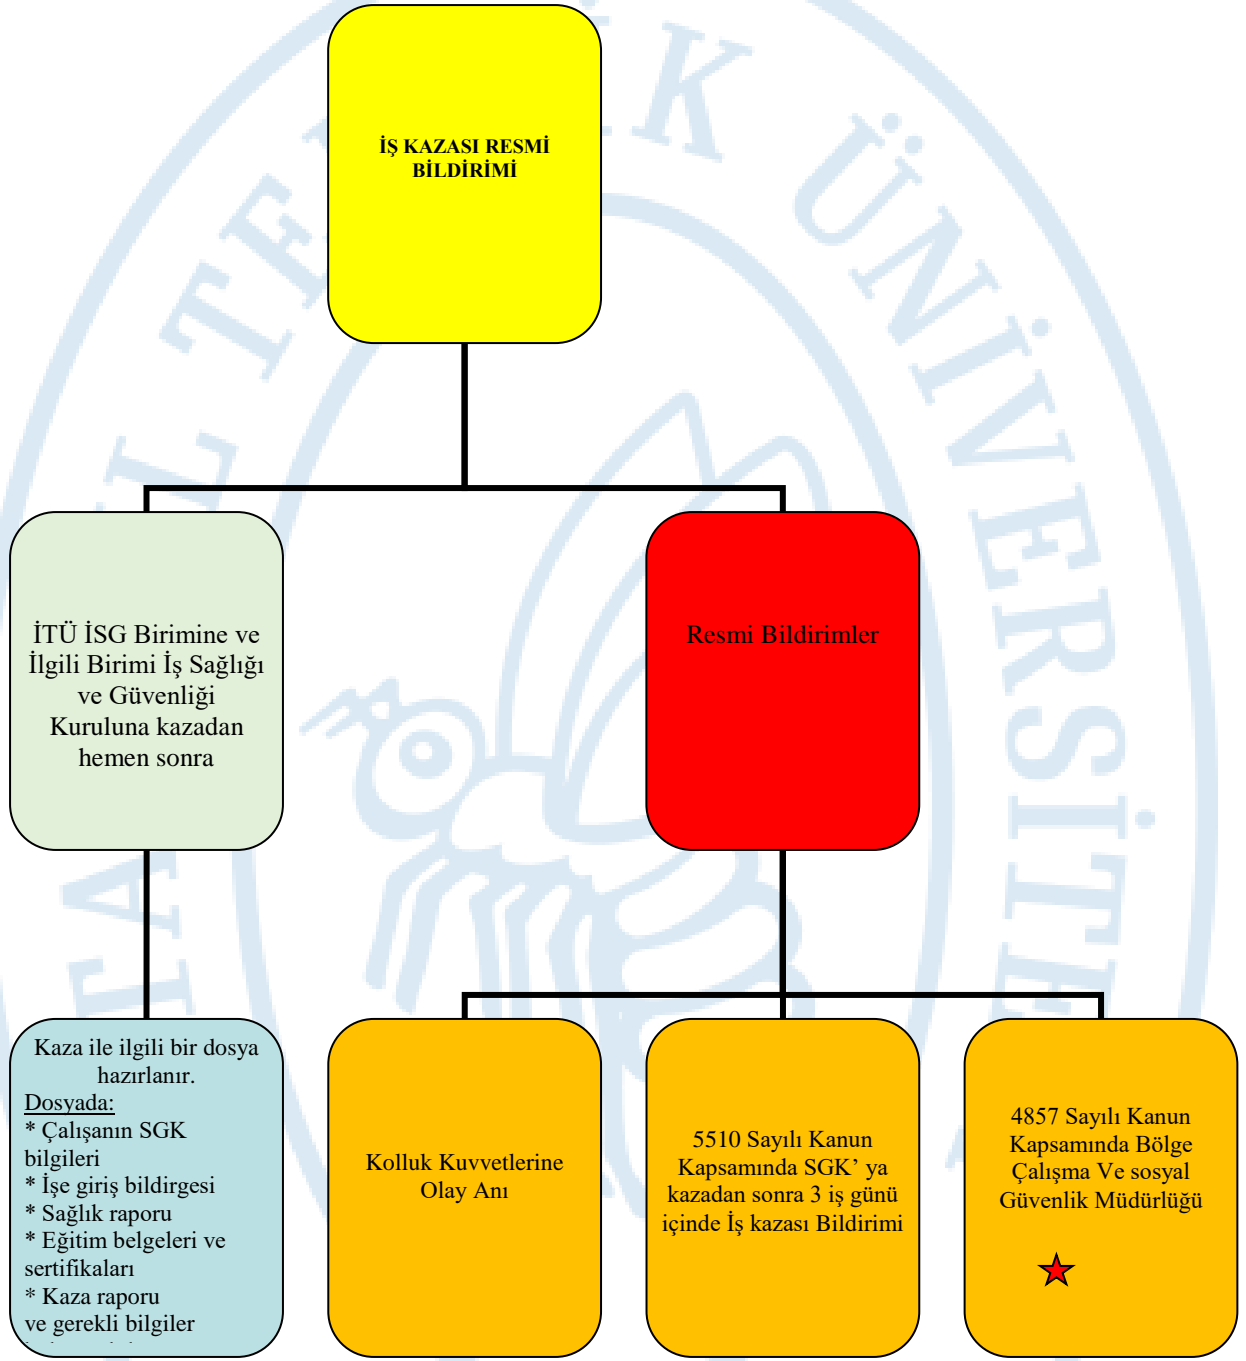 İŞ KAZASI RESMİ
BİLDİRİMİ
İTÜ İSG Birimine ve
İlgili Birimi İş Sağlığı
ve Güvenliği
Kuruluna kazadan
hemen sonra
Resmi Bildirimler
Kaza ile ilgili bir dosya
hazırlanır.
Dosyada:
* Çalışanın SGK
bilgileri
* İşe giriş bildirgesi
* Sağlık raporu
* Eğitim belgeleri ve
sertifikaları
* Kaza raporu
ve gerekli bilgiler
Kolluk Kuvvetlerine
Olay Anı
5510 Sayılı Kanun
Kapsamında SGK’ ya
kazadan sonra 3 iş günü
içinde İş kazası Bildirimi
4857 Sayılı Kanun
Kapsamında Bölge
Çalışma Ve sosyal
Güvenlik Müdürlüğü